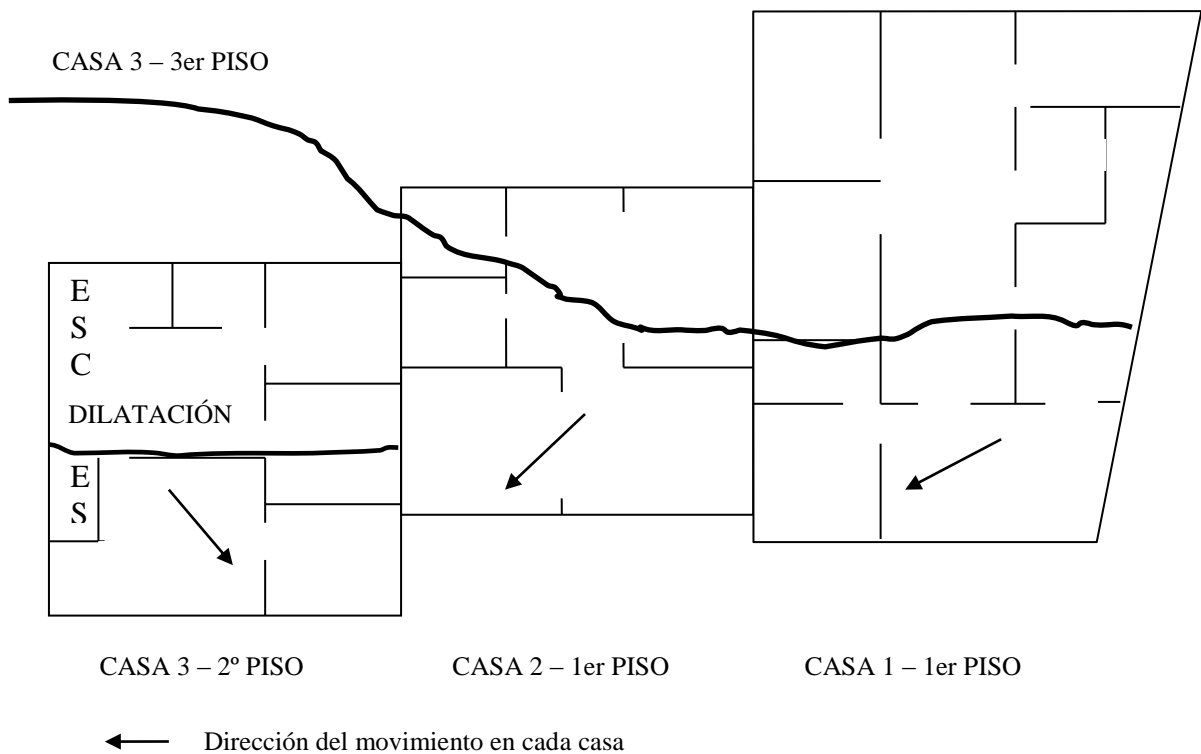 CASA 3 – 3er PISO
E
S
C
DILATACIÓN
E
S
CASA 3 – 2º PISO
CASA 2 – 1er PISO
CASA 1 – 1er PISO
Dirección del movimiento en cada casa